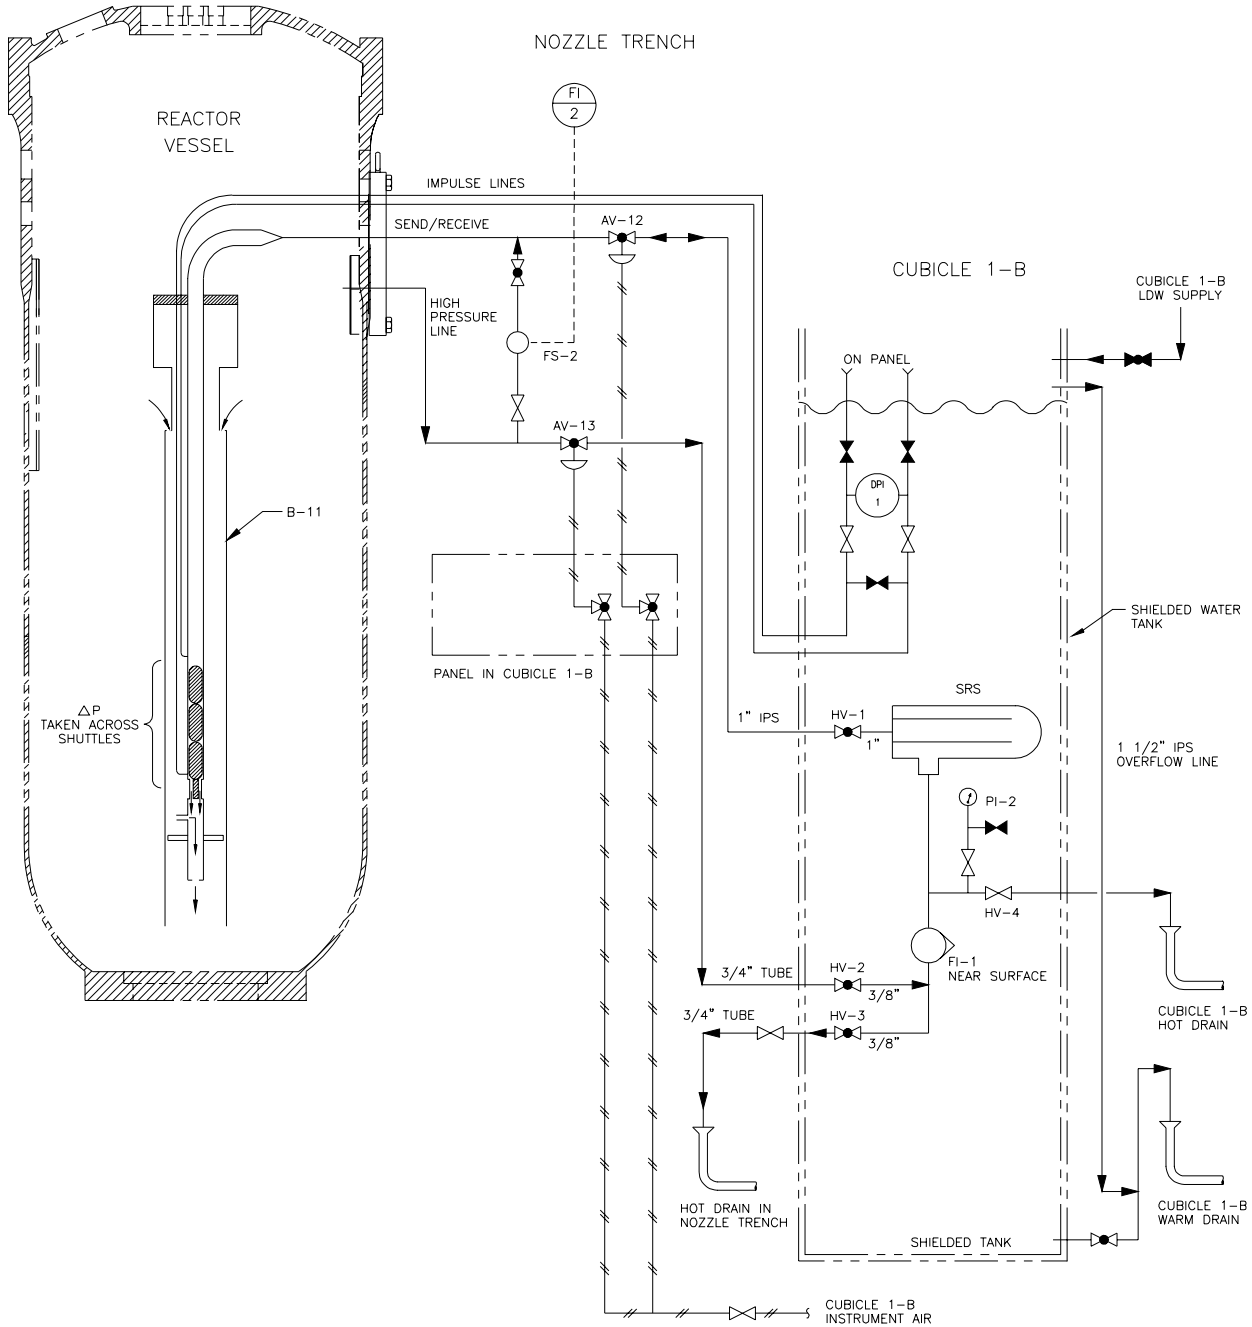 NOZZLE TRENCH
FI
2
REACTOR
VESSEL
IMPULSE LINES
SEND/RECEIVE
AV-12
CUBICLE 1-B
CUBICLE 1-B
LDW SUPPLY
HIGH
PRESSURE
LINE
FS-2
ON PANEL
AV-13
DPI
1
B-11
SHIELDED WATER
TANK
PANEL IN CUBICLE 1-B
SRS
△P
TAKEN ACROSS
SHUTTLES
1" IPS
HV-1
1"
1 1/2" IPS
OVERFLOW LINE
PI-2
HV-4
FI-1
NEAR SURFACE
3/4" TUBE
HV-2
3/8"
3/4" TUBE
HV-3
3/8"
CUBICLE 1-B
HOT DRAIN
HOT DRAIN IN
NOZZLE TRENCH
CUBICLE 1-B
WARM DRAIN
SHIELDED TANK
CUBICLE 1-B
INSTRUMENT AIR